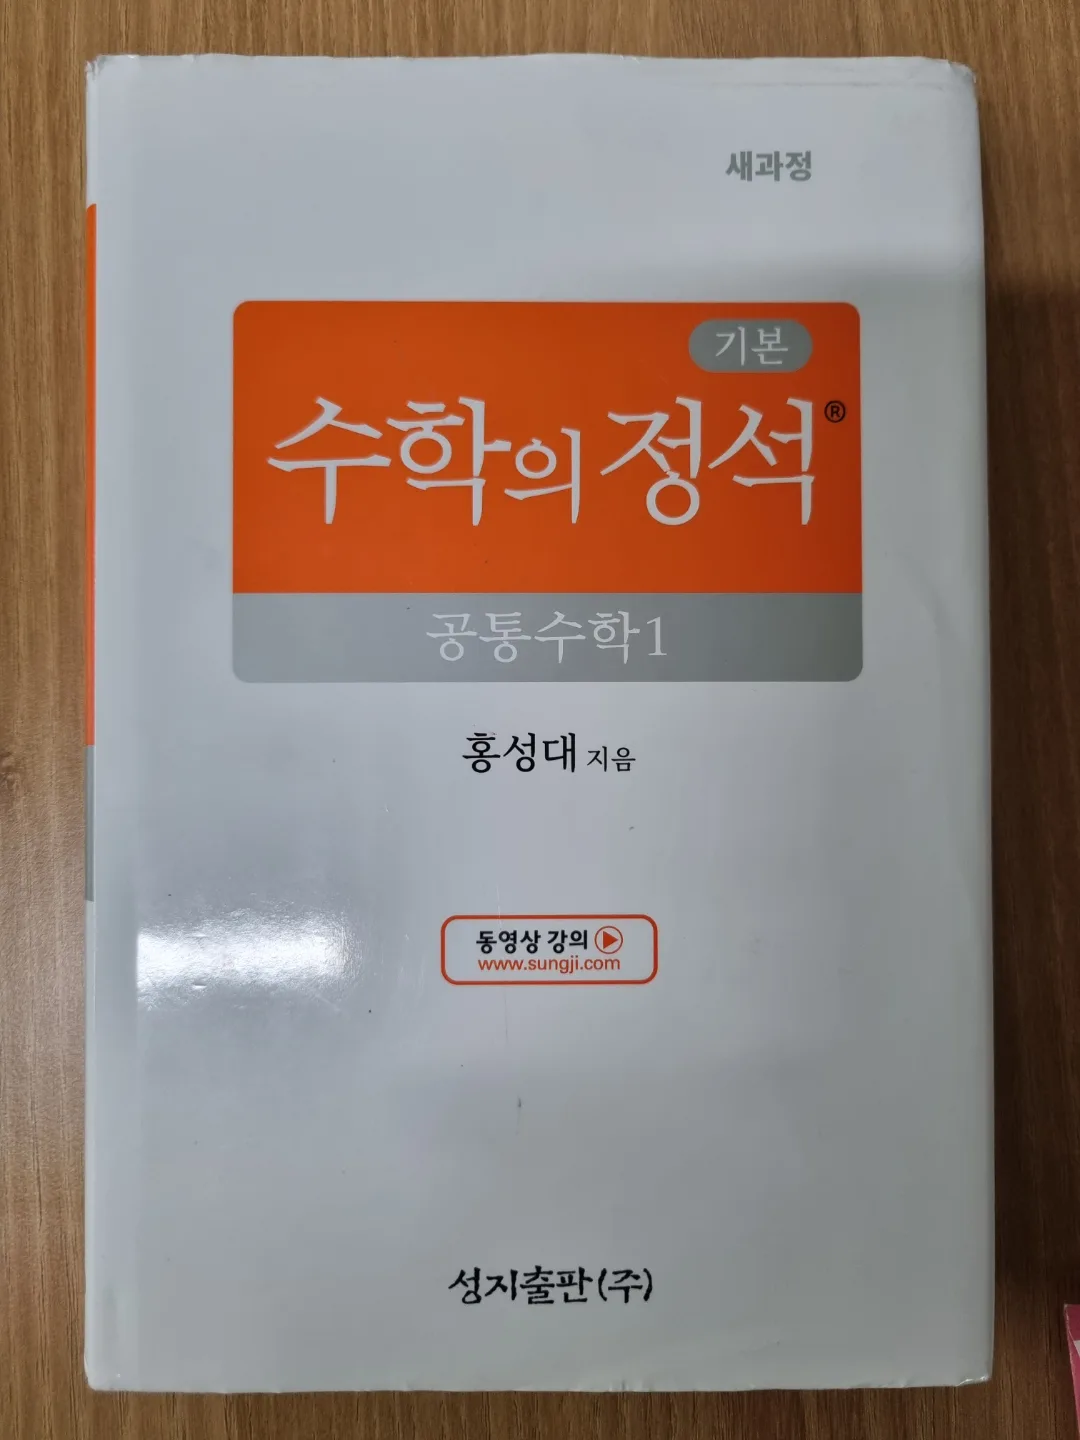 새과정
기본
수학의 정석®
공통수학1
홍성대 지음
동영상 강의
www.sungji.com
성지출판(주)